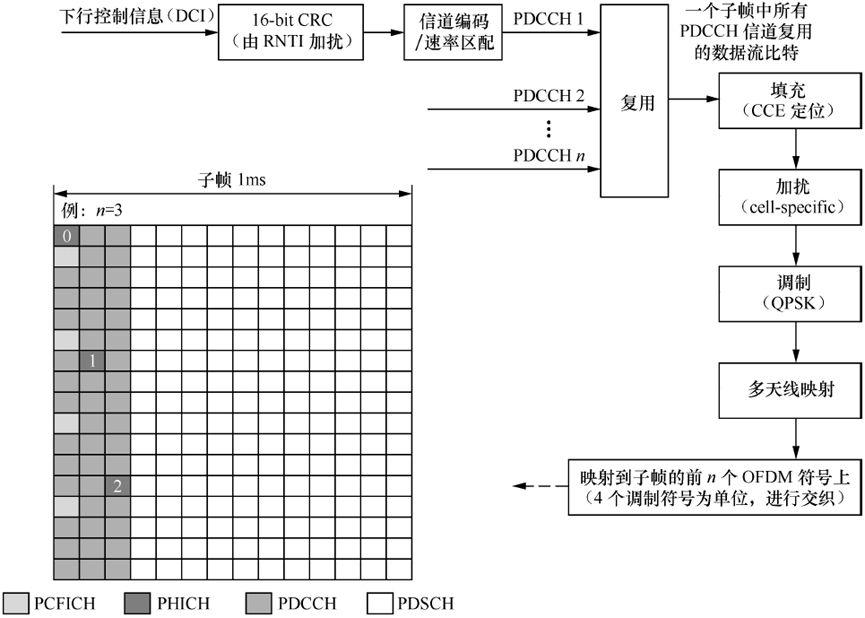 下行控制信息(DCI)
16-bit CRC
(由 RNTI 加扰)
信道编码
/速率区配
PDCCH 1
一个子帧中所有
PDCCH 信道复用
的数据流比特
PDCCH 2
⋮
PDCCH n
复用
填充
(CCE 定位)
加扰
(cell-specific)
调制
(QPSK)
多天线映射
映射到子帧的前 n 个 OFDM 符号上
(4 个调制符号为单位，进行交织)
子帧 1ms
例：n=3
0
1
2
PCFICH
PHICH
PDCCH
PDSCH